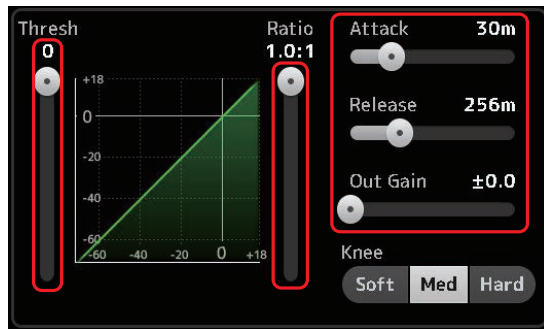 Thresh
0
Ratio
1.0:1
+18
0
-20
-40
-60
-60 -40 -20 0 +18
Attack 30m
Release 256m
Out Gain ±0.0
Knee
Soft Med Hard